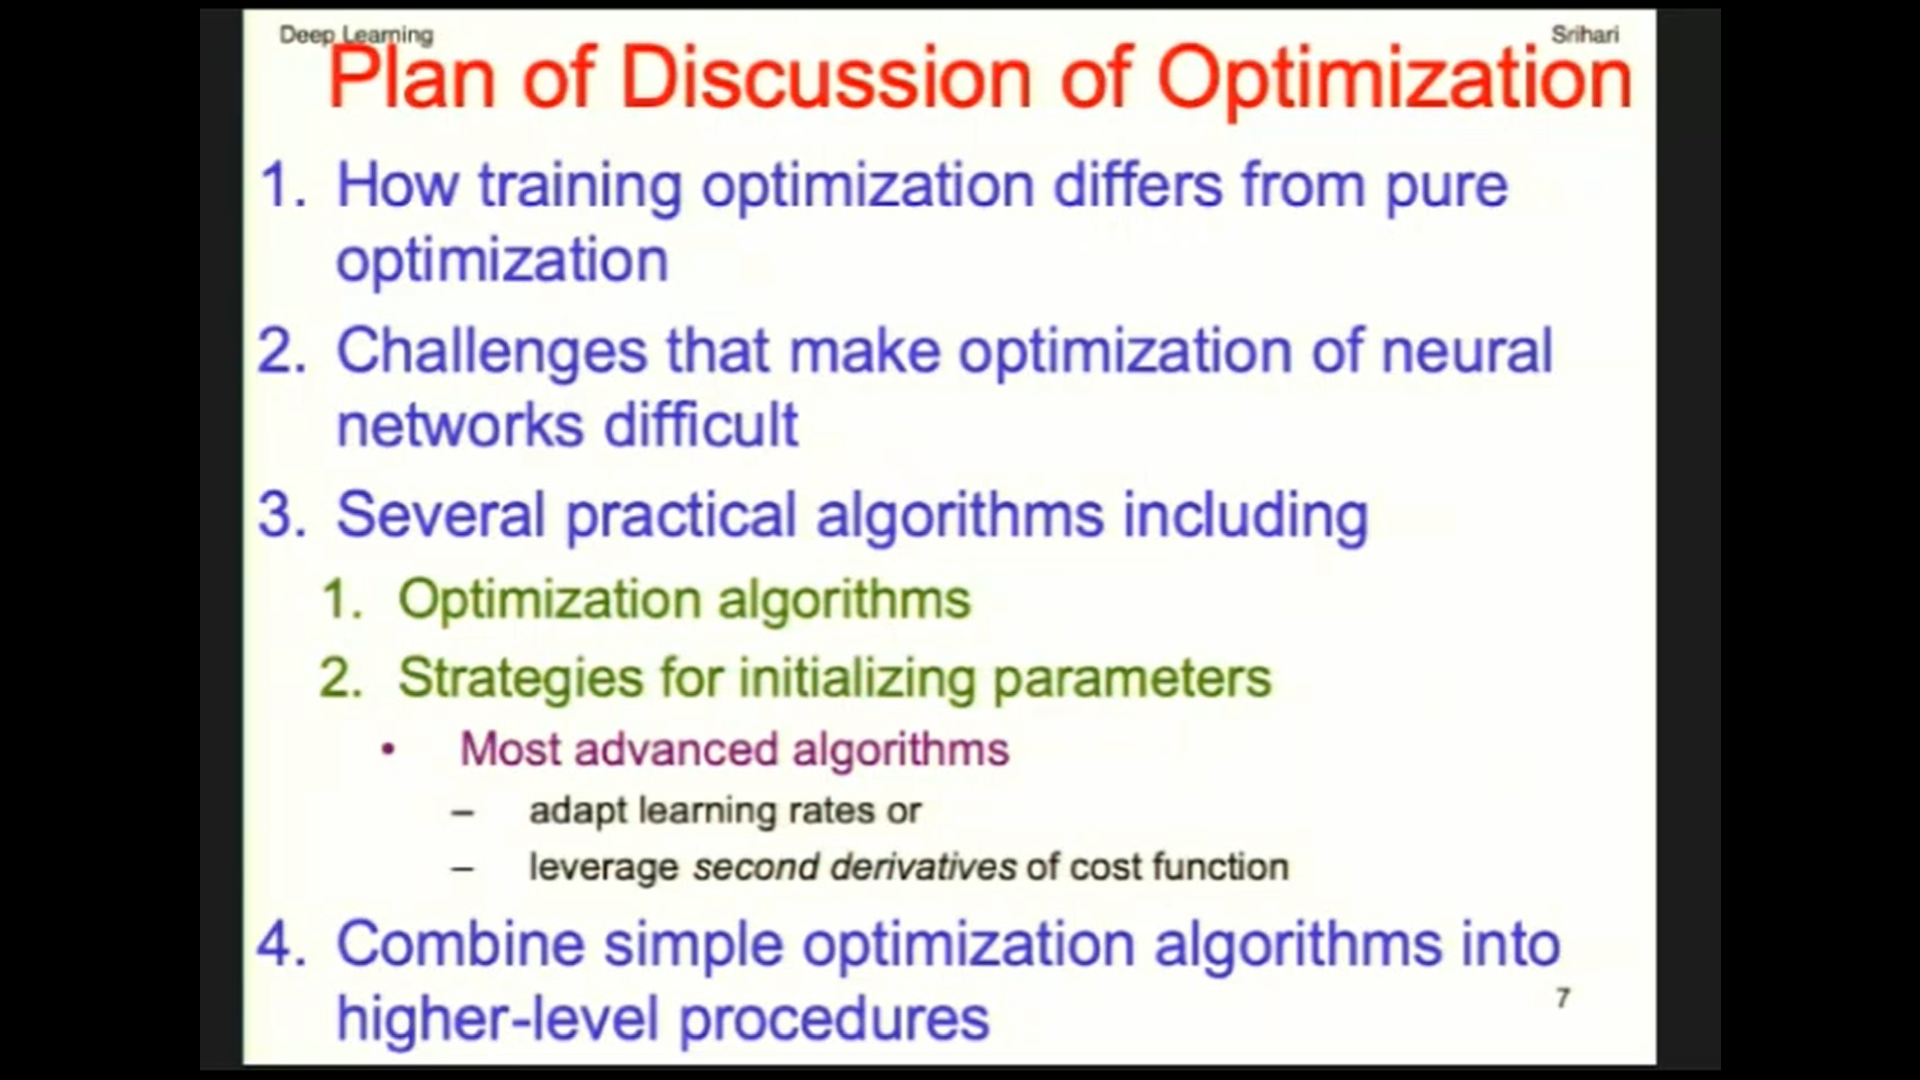 Deep Learning
Srihari
Plan of Discussion of Optimization
1. How training optimization differs from pure
optimization
2. Challenges that make optimization of neural
networks difficult
3. Several practical algorithms including
1. Optimization algorithms
2. Strategies for initializing parameters
• Most advanced algorithms
– adapt learning rates or
– leverage second derivatives of cost function
4. Combine simple optimization algorithms into
higher-level procedures
7